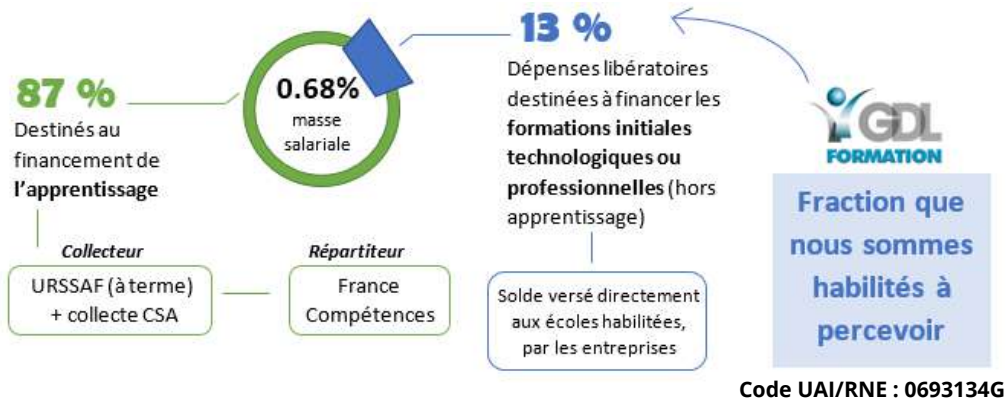 87 %
Destinés au
financement de
l'apprentissage
0.68%
masse
salariale
13 %
Dépenses libératoires
destinées à financer les
formations initiales
technologiques ou
professionnelles (hors
apprentissage)
Collecteur
URSSAF (à terme)
+ collecte CSA
Répartiteur
France
Compétences
Solde versé directement
aux écoles habilitées,
par les entreprises
GDL
FORMATION
Fraction que
nous sommes
habilités à
percevoir
Code UAI/RNE : 0693134G